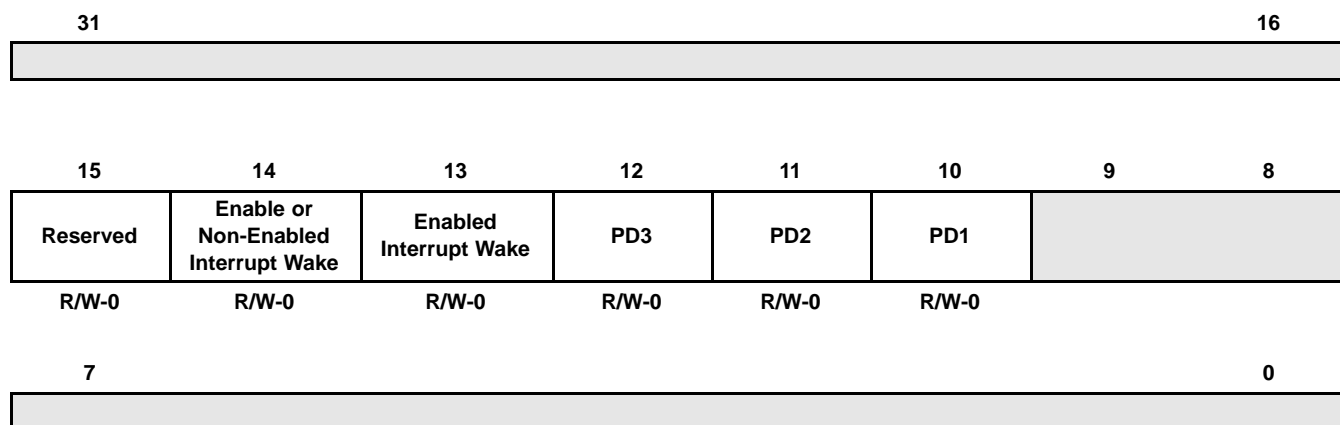 31 16
15 14 13 12 11 10 9 8
Reserved
Enable or
Non-Enabled
Interrupt Wake
Enabled
Interrupt Wake
PD3
PD2
PD1
R/W-0 R/W-0 R/W-0 R/W-0 R/W-0 R/W-0
7 0